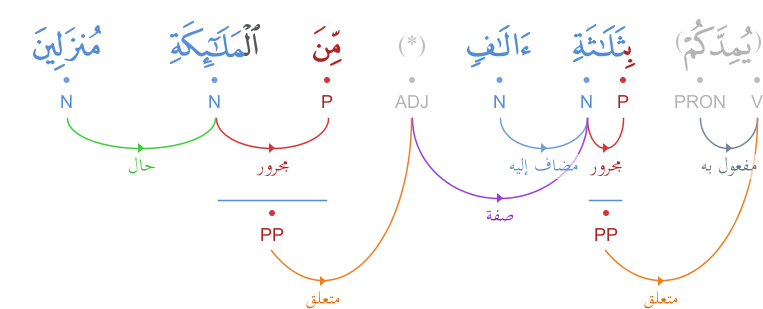 (يُمِدَّكُمْ) بِثَلَـٰثَةِ ءَالَـٰفٍ (*) مِّنَ ٱلْمَلَـٰٓئِكَةِ مُنزَلِينَ
V PRON P N N ADJ P N N
مفعول به مجرور مضاف إليه مجرور حال
صفة
PP PP
متعلق متعلق